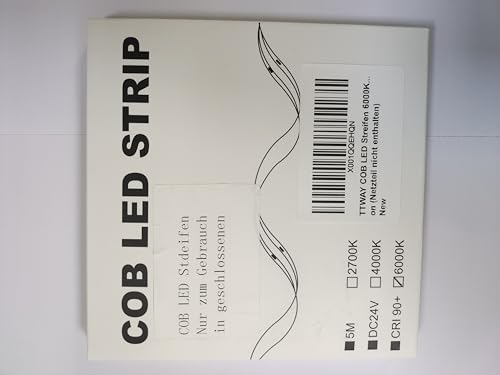 COB LED STRIP
COB LED Stdeifen
Nur zum Gebrauch
in geschlossenen
X001QQEHQN
TTWAY COB LED Streifen 6000K...
on (Netzteil nicht enthalten)
New
5M
2700K
DC24V
4000K
CRI 90+
6000K